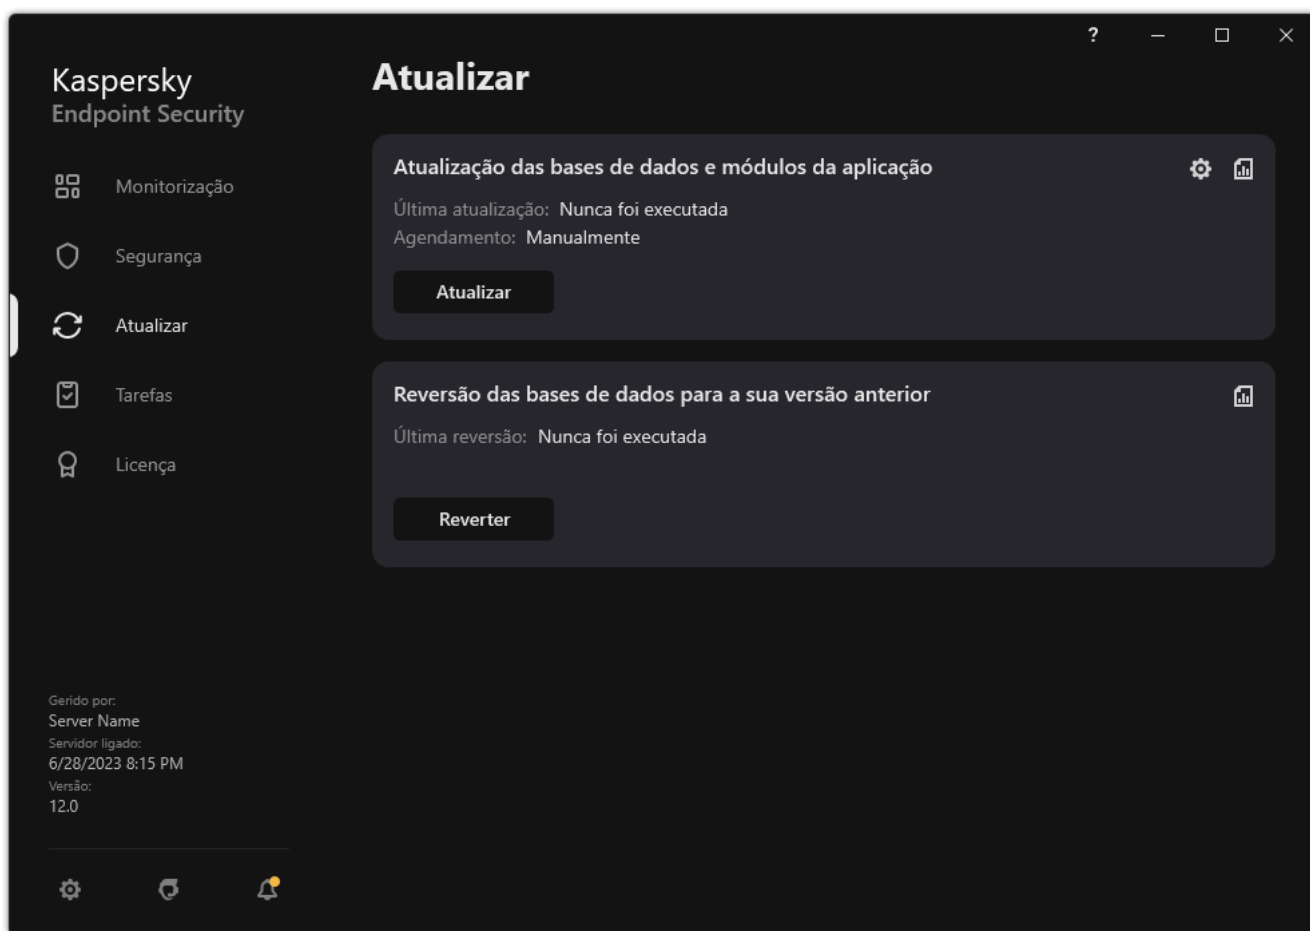 ?
Kaspersky
Endpoint Security
Monitorização
Segurança
Atualizar
Tarefas
Licença
Gerido por:
Server Name
Servidor ligado:
6/28/2023 8:15 PM
Versão:
12.0
Atualizar
Atualização das bases de dados e módulos da aplicação
Última atualização: Nunca foi executada
Agendamento: Manualmente
Atualizar
Reversão das bases de dados para a sua versão anterior
Última reversão: Nunca foi executada
Reverter